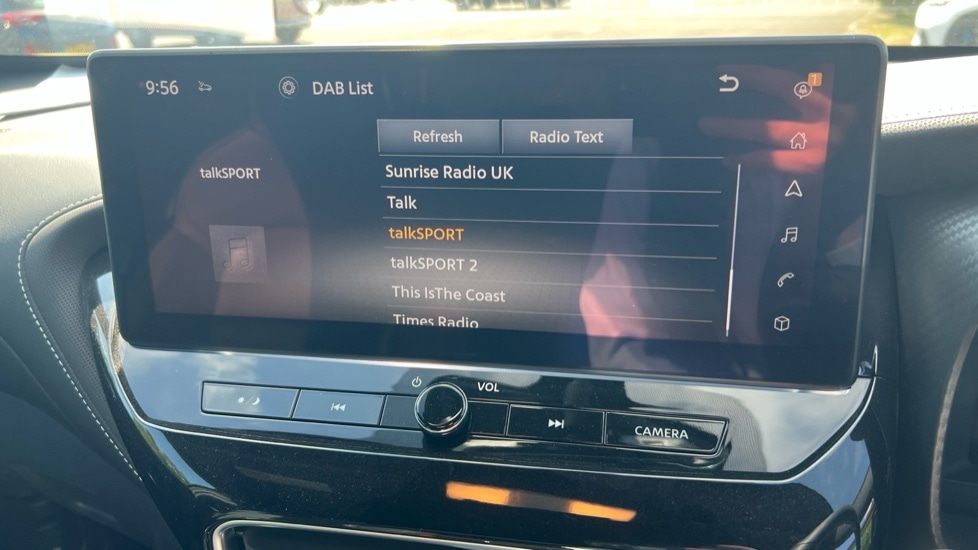 9:56 DAB List 1
Refresh Radio Text
talkSPORT
Sunrise Radio UK
Talk
talkSPORT
talkSPORT 2
This IsThe Coast
Times Radio
VOL
CAMERA